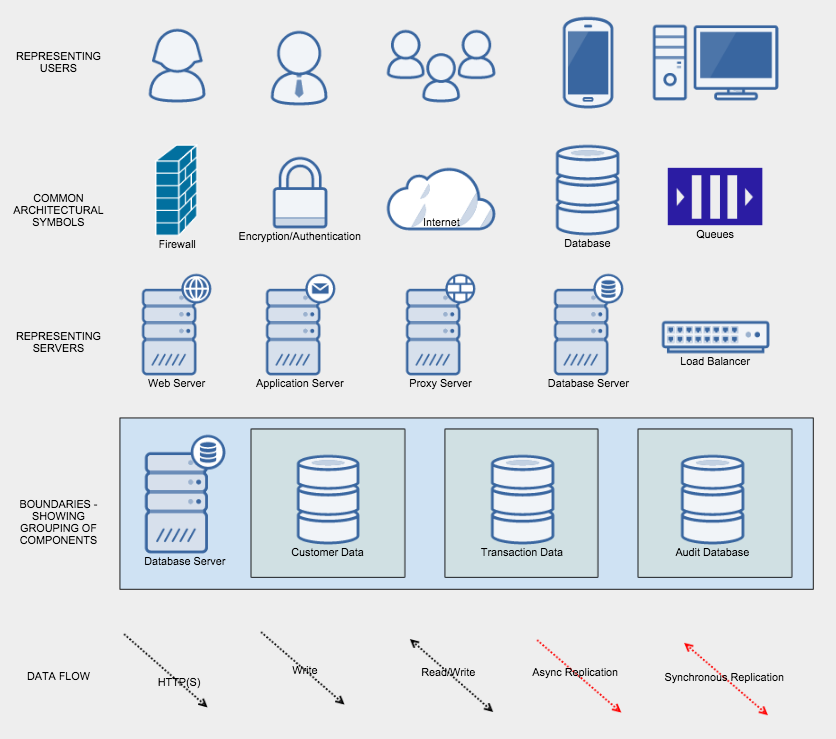 REPRESENTING
USERS
COMMON
ARCHITECTURAL
SYMBOLS
Firewall
Encryption/Authentication
Internet
Database
Queues
REPRESENTING
SERVERS
Web Server
Application Server
Proxy Server
Database Server
Load Balancer
BOUNDARIES -
SHOWING
GROUPING OF
COMPONENTS
Database Server
Customer Data
Transaction Data
Audit Database
DATA FLOW
HTTP(S)
Write
Read/Write
Async Replication
Synchronous Replication